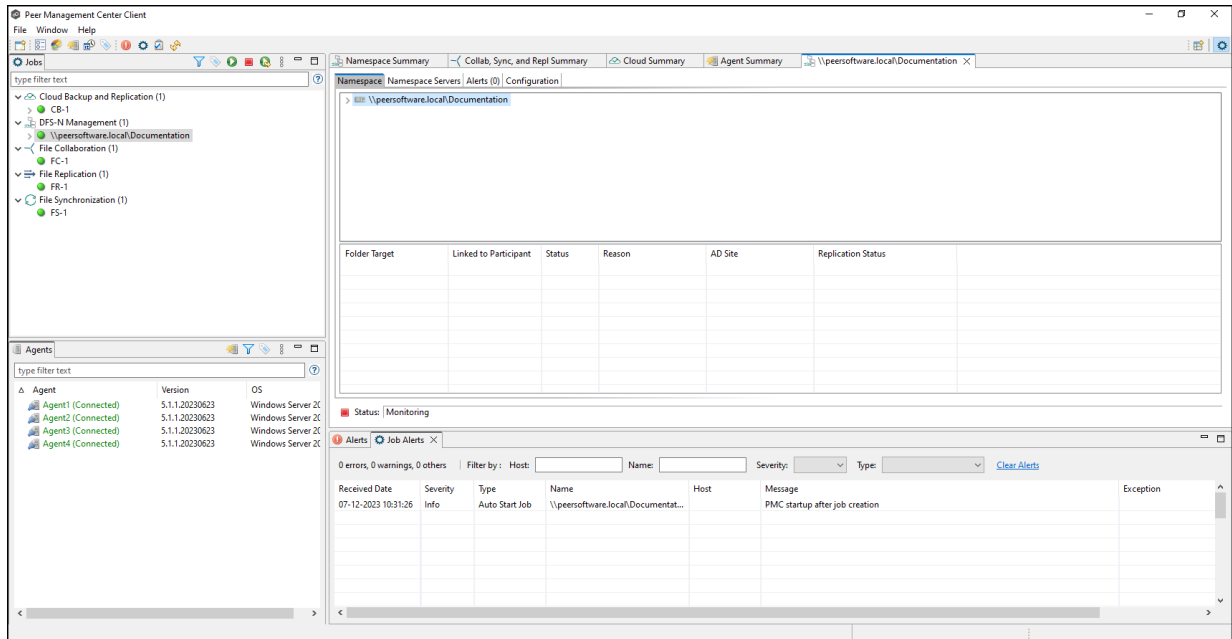 Peer Management Center Client
File Window Help
Jobs
type filter text
Cloud Backup and Replication (1)
CB-1
DFS-N Management (1)
\\peersoftware.local\Documentation
File Collaboration (1)
FC-1
File Replication (1)
FR-1
File Synchronization (1)
FS-1
Agents
type filter text
Agent Version OS
Agent1 (Connected) 5.1.1.20230623 Windows Server 20
Agent2 (Connected) 5.1.1.20230623 Windows Server 20
Agent3 (Connected) 5.1.1.20230623 Windows Server 20
Agent4 (Connected) 5.1.1.20230623 Windows Server 20
Namespace Summary Collab, Sync, and Repl Summary Cloud Summary Agent Summary \\peersoftware.local\Documentation
Namespace Namespace Servers Alerts (0) Configuration
\\peersoftware.local\Documentation
Folder Target Linked to Participant Status Reason AD Site Replication Status
Status: Monitoring
Alerts Job Alerts
0 errors, 0 warnings, 0 others Filter by : Host: Name: Severity: Type: Clear Alerts
Received Date Severity Type Name Host Message Exception
07-12-2023 10:31:26 Info Auto Start Job \\peersoftware.local\Documentat... PMC startup after job creation